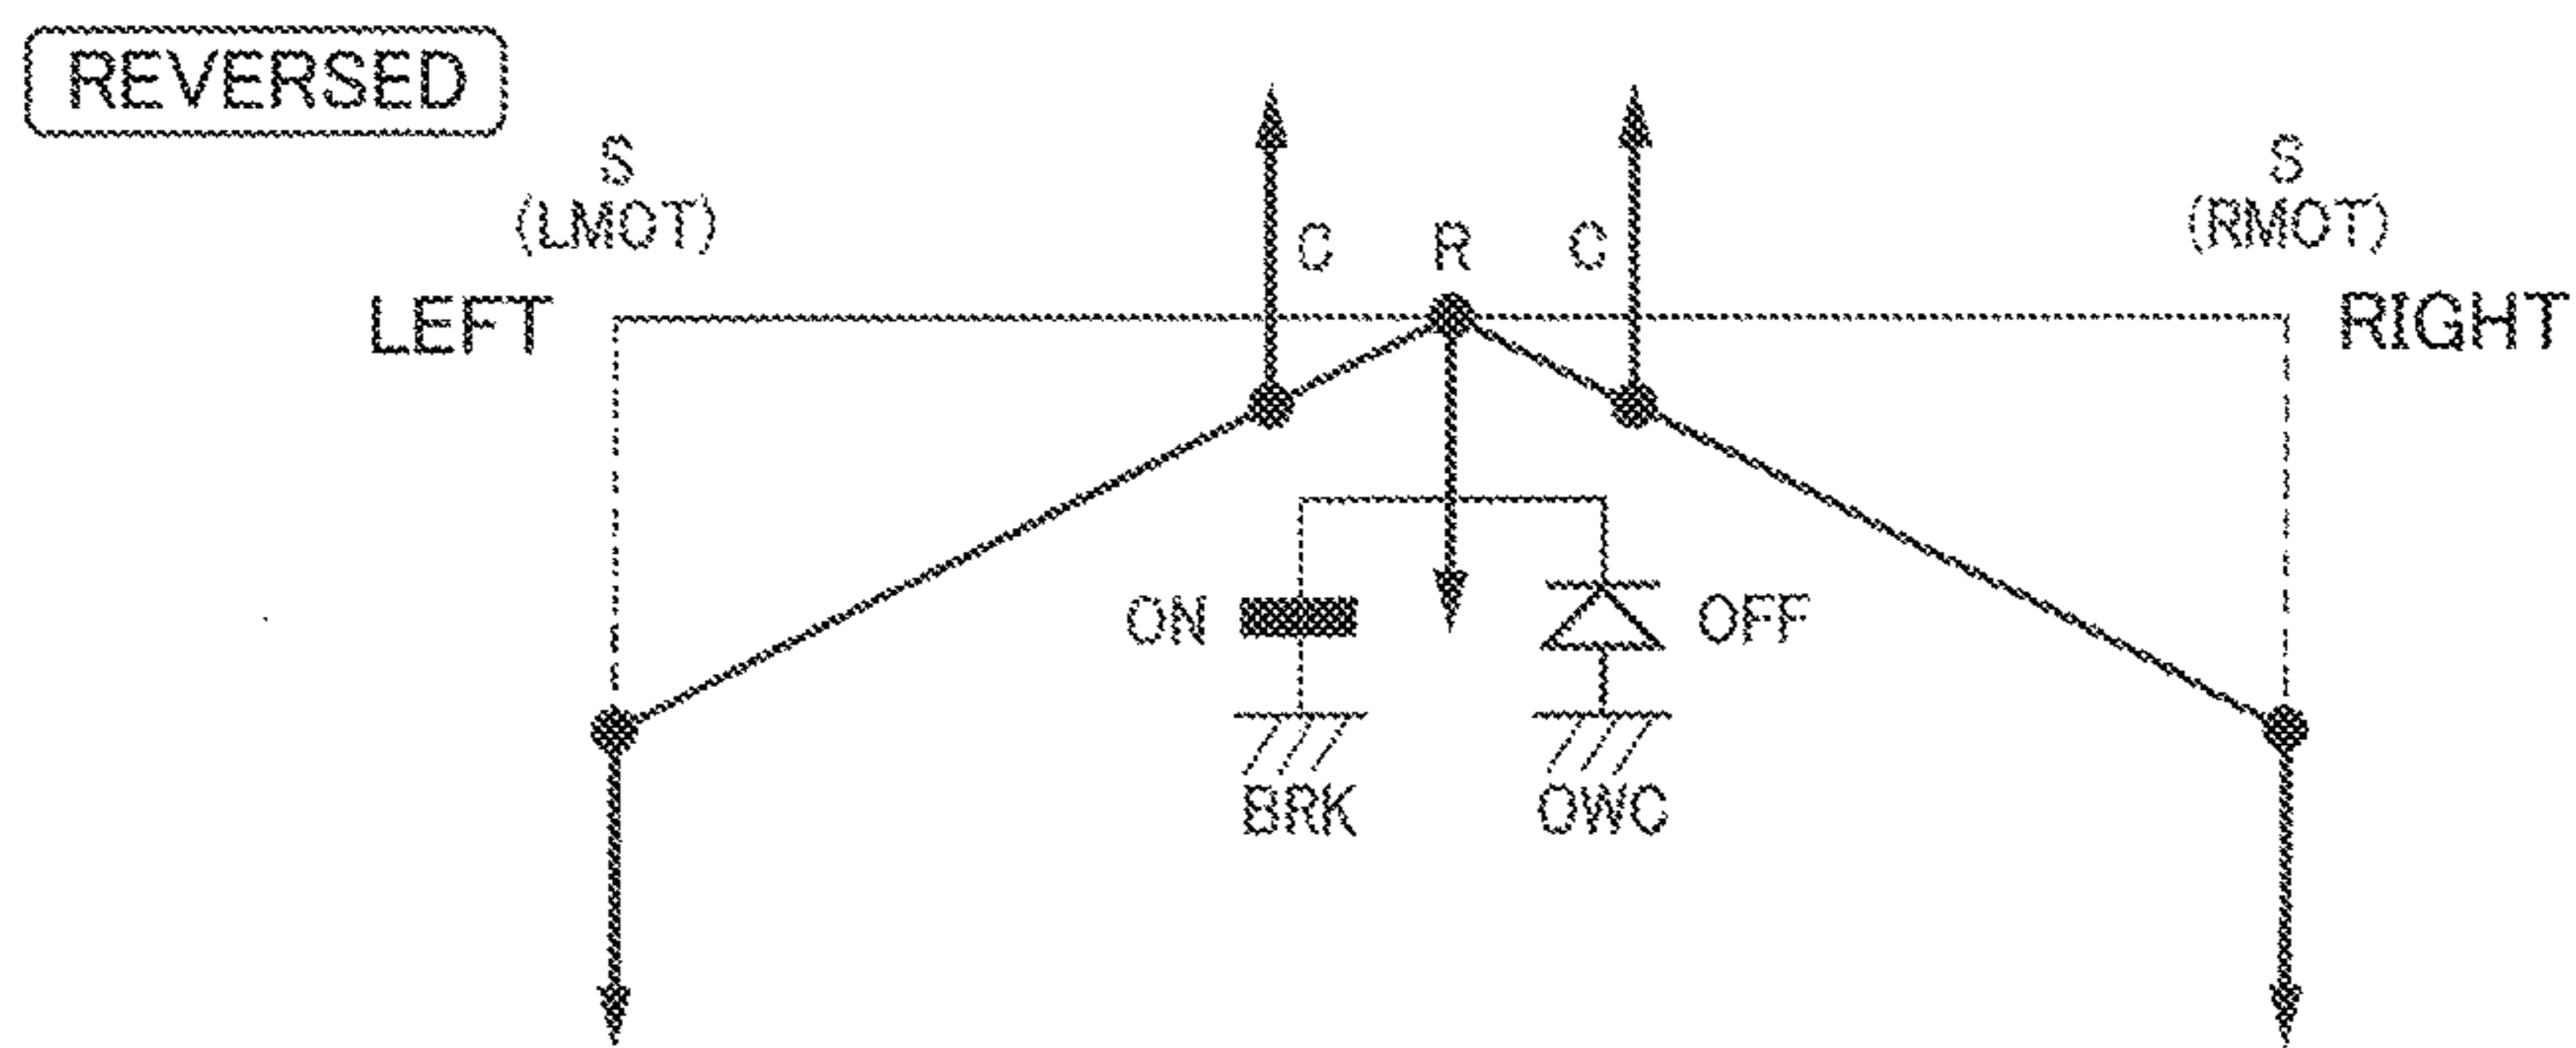 REVERSED
S S
(LMOT) (RMOT)
C R C
LEFT RIGHT
ON OFF
BRK OWC